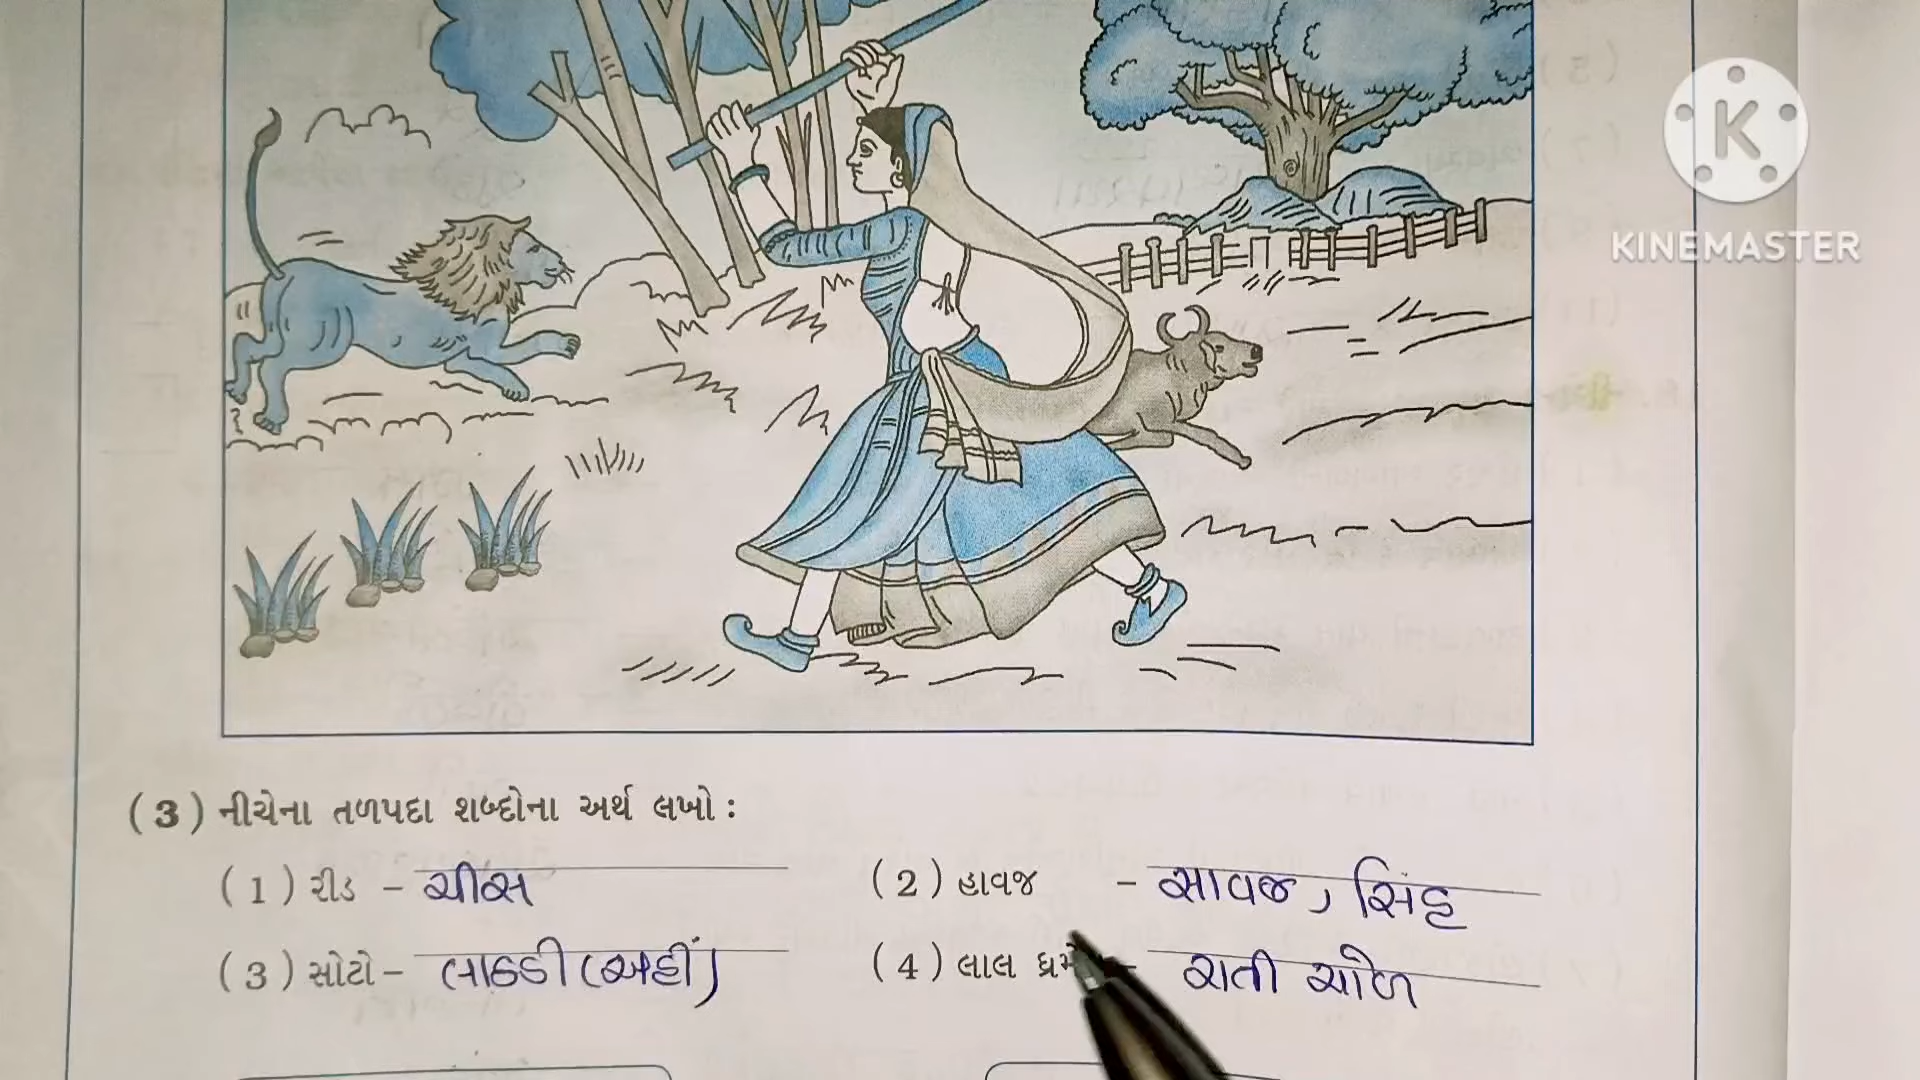 KINEMASTER
(3) નીચેના તળપદા શબ્દોના અર્થ લખો :
(1) રીડ - ચીસ (2) હાવજ - સાવજ, સિંહ
(3) સોટો - લાકડી (અહીં) (4) લાલ - રાતી ચોળ